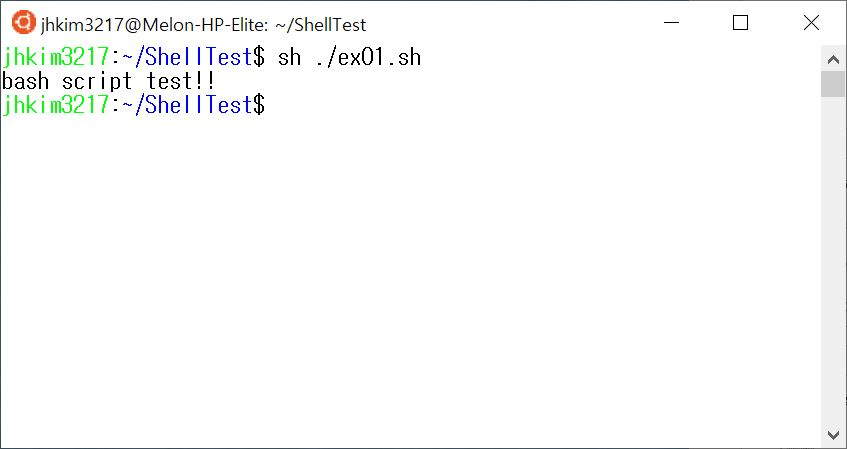 jhkim3217@Melon-HP-Elite: ~/ShellTest
jhkim3217:~/ShellTest$ sh ./ex01.sh
bash script test!!
jhkim3217:~/ShellTest$